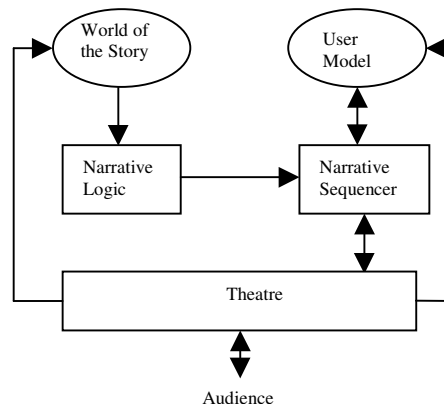 World of
the Story
User
Model
Narrative
Logic
Narrative
Sequencer
Theatre
Audience